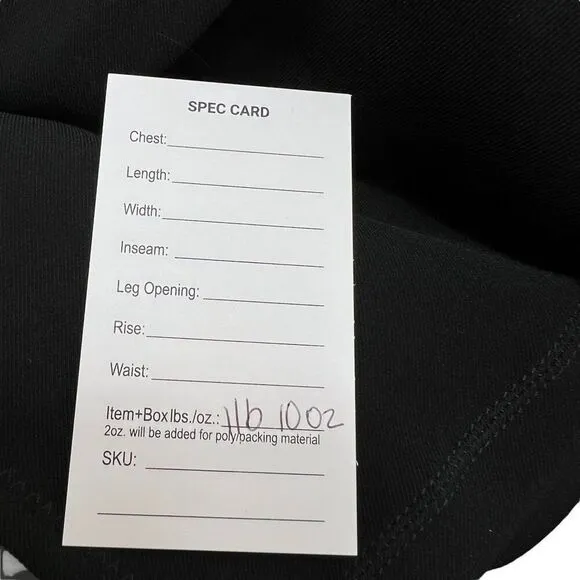 SPEC CARD
Chest:
Length:
Width:
Inseam:
Leg Opening:
Rise:
Waist:
Item+Box lbs./oz.: 1lb 10oz
2oz. will be added for poly/packing material
SKU: